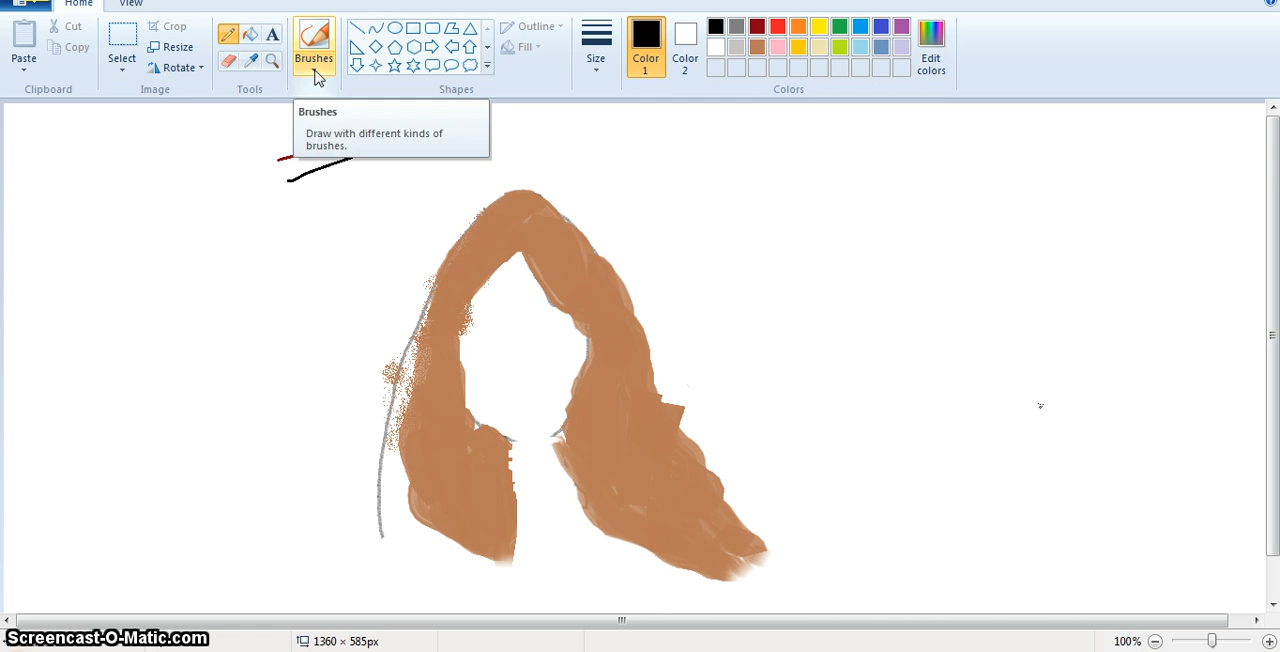 Home
View
Paste
Cut
Copy
Clipboard
Select
Crop
Resize
Rotate
Image
A
Tools
Brushes
Shapes
Outline
Fill
Size
Color 1
Color 2
Edit colors
Colors
Brushes
Draw with different kinds of
brushes.
Screencast-O-Matic.com
1360 × 585px
100%